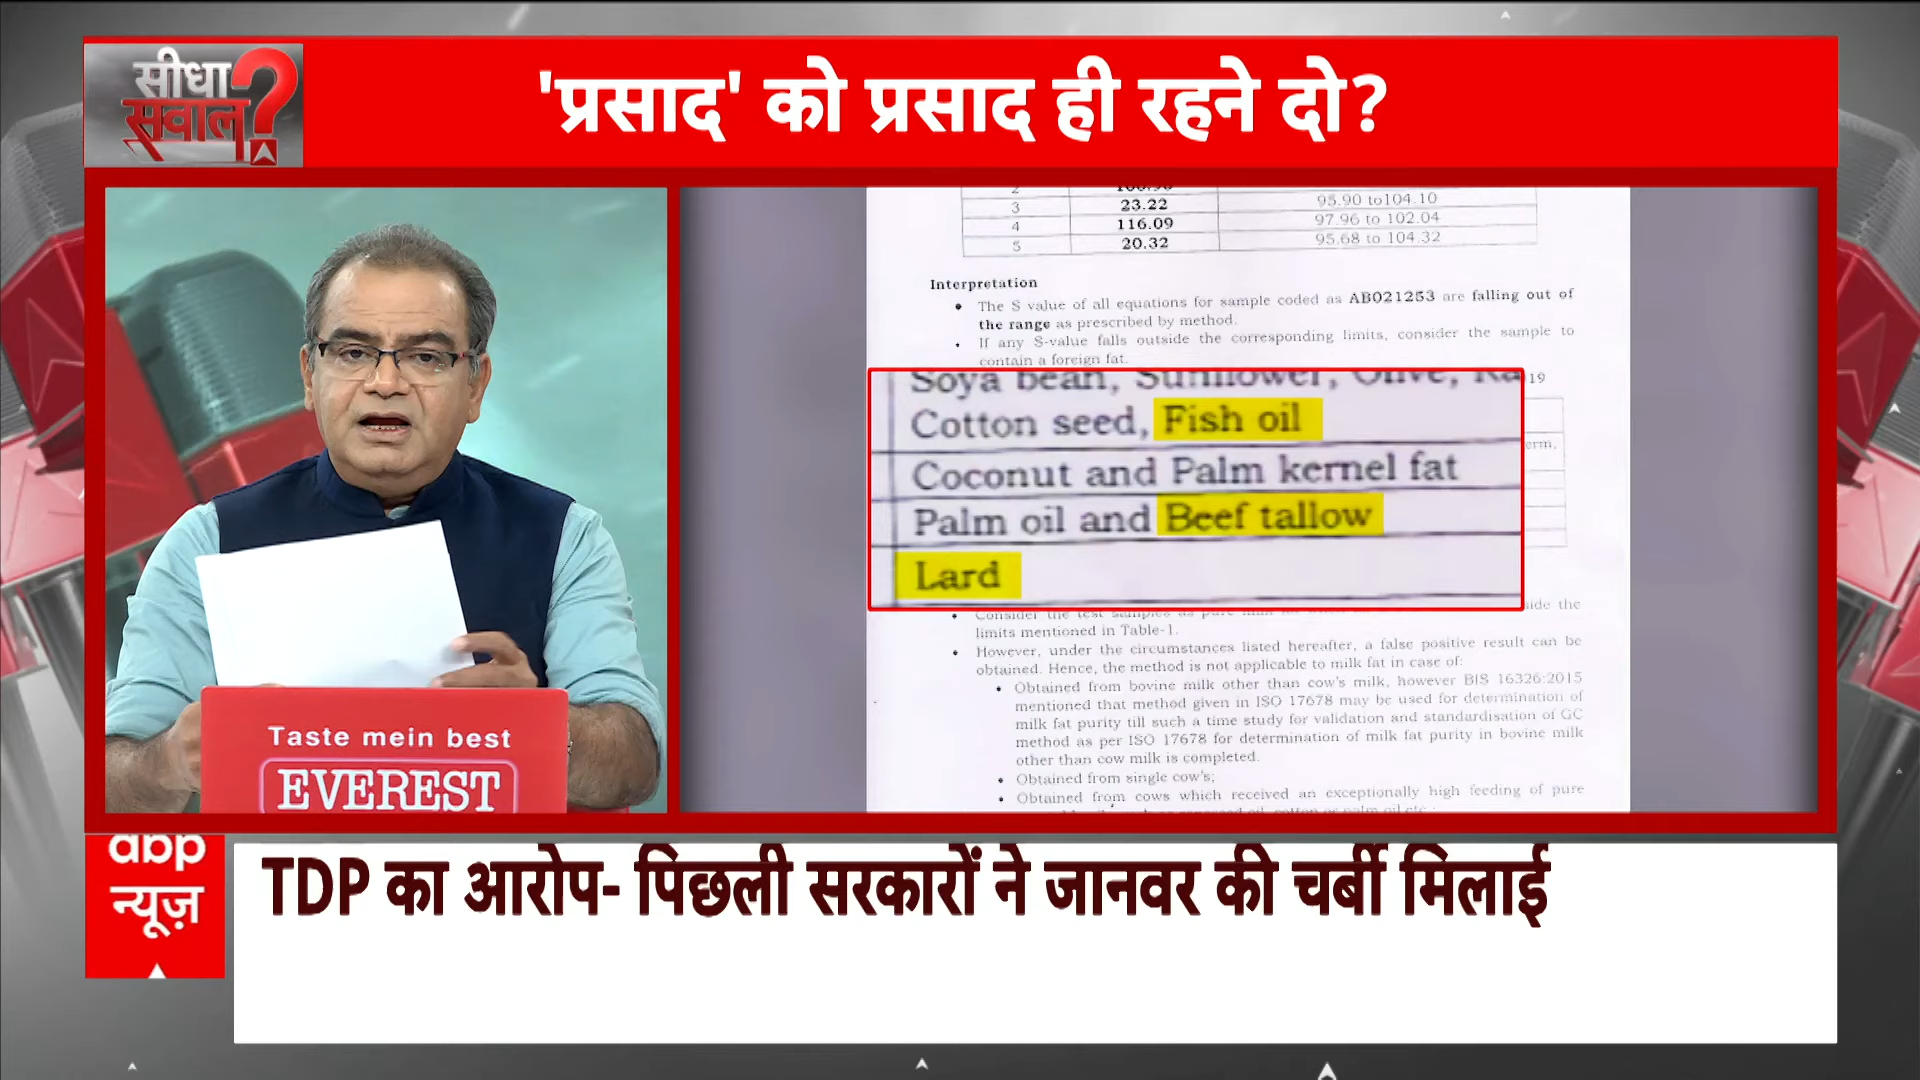 सीधा
सवाल?
'प्रसाद' को प्रसाद ही रहने दो?
3 23.22 95.90 to104.10
4 116.09 97.96 to 102.04
5 20.32 95.68 to 104.32
Interpretation
• The S value of all equations for sample coded as AB021253 are falling out of
the range as prescribed by method.
• If any S-value falls outside the corresponding limits, consider the sample to
contain a foreign fat.
19
Soya bean, Sunflower, Olive,
Cotton seed, Fish oil
erm,
Coconut and Palm kernel fat
Palm oil and Beef tallow
Lard
limits mentioned in Table-1.
• However, under the circumstances listed hereafter, a false positive result can be
obtained. Hence, the method is not applicable to milk fat in case of:
• Obtained from bovine milk other than cow's milk, however BIS 16326:2015
mentioned that method given in ISO 17678 may be used for determination of
milk fat purity till such a time study for validation and standardisation of GC
method as per ISO 17678 for determination of milk fat purity in bovine milk
other than cow milk is completed.
• Obtained from single cow's;
• Obtained from cows which received an exceptionally high feeding of pure
Taste mein best
EVEREST
abp
न्यूज़
TDP का आरोप- पिछली सरकारों ने जानवर की चर्बी मिलाई